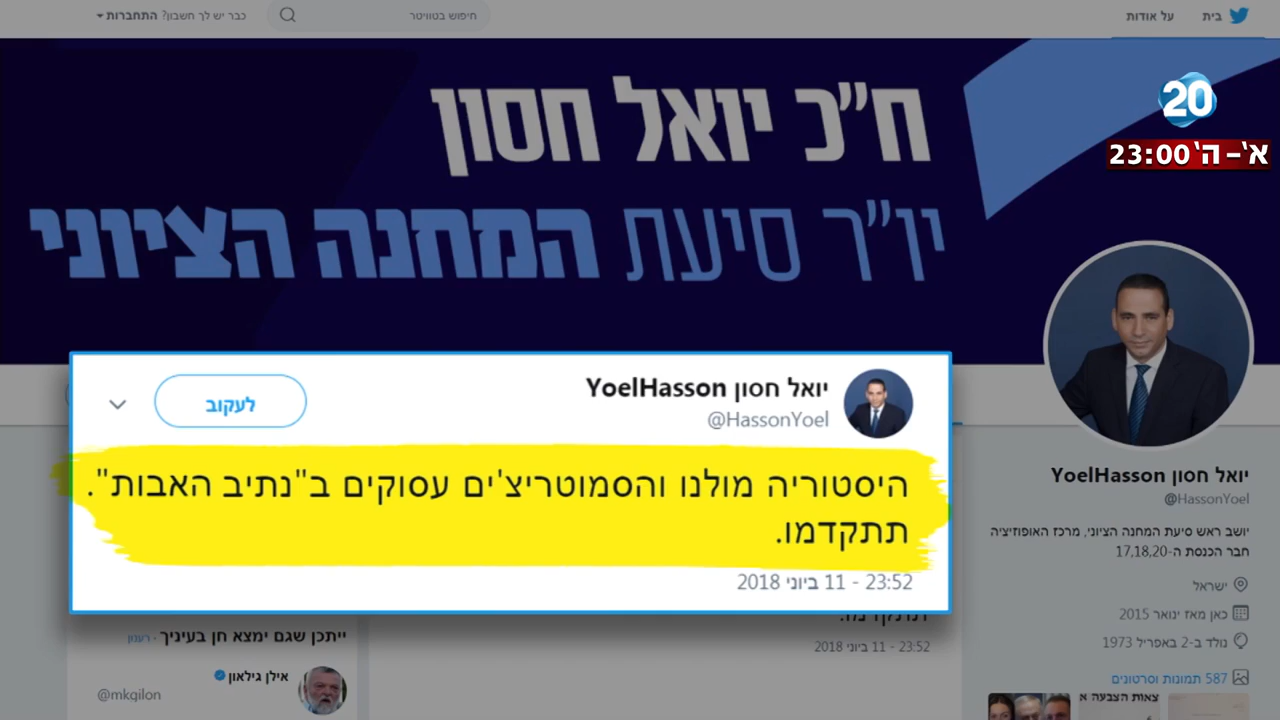 בית
על אודות
חיפוש בטוויטר
כבר יש לך חשבון? התחברות
20
א'-ה' 23:00
ח"כ יואל חסון
יו"ר סיעת המחנה הציוני
יואל חסון YoelHasson
@HassonYoel
לעקוב
היסטוריה מולנו והסמוטריצ'ים עסוקים ב"נתיב האבות".
תתקדמו.
23:52 - 11 ביוני 2018
תתקדמו.
23:52 - 11 ביוני 2018
יואל חסון YoelHasson
@HassonYoel
יושב ראש סיעת המחנה הציוני, מרכז האופוזיציה
חבר הכנסת ה-17,18,20
ישראל
כאן מאז ינואר 2015
נולד ב-2 באפריל 1973
587 תמונות וסרטונים
צאות הצבעה א
ייתכן שגם ימצא חן בעיניך · רענון
אילן גילאון
@mkgilon